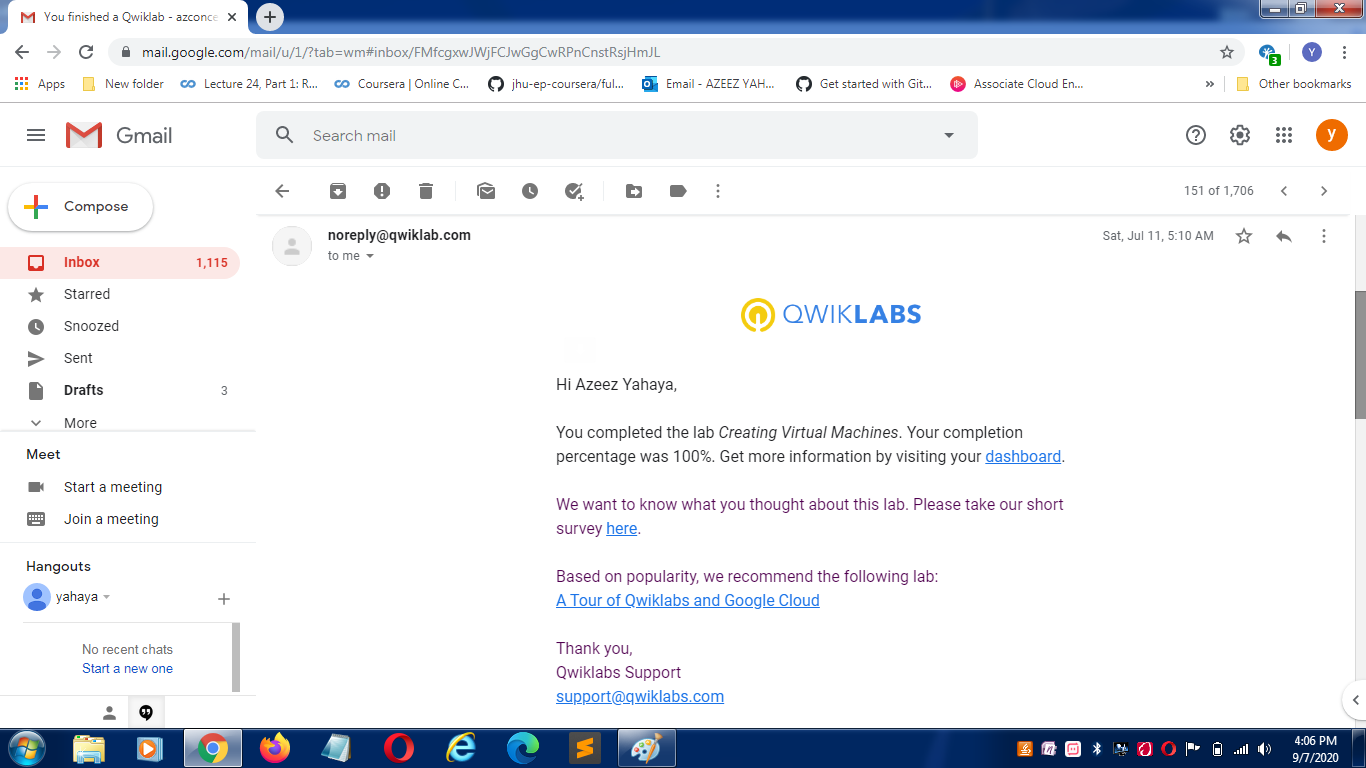 You finished a Qwiklab - azconce
mail.google.com/mail/u/1/?tab=wm#inbox/FMfcgxwJWjFCJwGgCwRPnCnstRsjHmJL
3
Y
Apps
New folder
Lecture 24, Part 1: R...
Coursera | Online C...
jhu-ep-coursera/ful...
Email - AZEEZ YAH...
Get started with Git...
Associate Cloud En...
»
Other bookmarks
Gmail
Search mail
y
Compose
151 of 1,706
Inbox 1,115
Starred
Snoozed
Sent
Drafts 3
More
Meet
Start a meeting
Join a meeting
Hangouts
yahaya
No recent chats
Start a new one
noreply@qwiklab.com
Sat, Jul 11, 5:10 AM
to me
QWIKLABS
Hi Azeez Yahaya,
You completed the lab Creating Virtual Machines. Your completion
percentage was 100%. Get more information by visiting your dashboard.
We want to know what you thought about this lab. Please take our short
survey here.
Based on popularity, we recommend the following lab:
A Tour of Qwiklabs and Google Cloud
Thank you,
Qwiklabs Support
support@qwiklabs.com
4:06 PM
9/7/2020